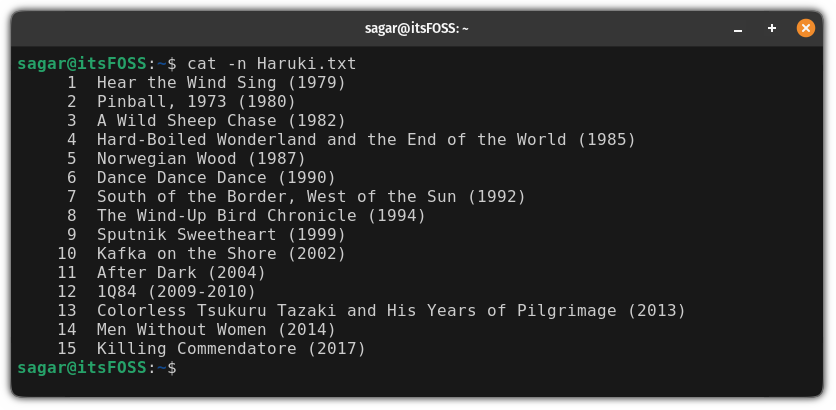 sagar@itsFOSS: ~
sagar@itsFOSS:~$ cat -n Haruki.txt
     1  Hear the Wind Sing (1979)
     2  Pinball, 1973 (1980)
     3  A Wild Sheep Chase (1982)
     4  Hard-Boiled Wonderland and the End of the World (1985)
     5  Norwegian Wood (1987)
     6  Dance Dance Dance (1990)
     7  South of the Border, West of the Sun (1992)
     8  The Wind-Up Bird Chronicle (1994)
     9  Sputnik Sweetheart (1999)
    10  Kafka on the Shore (2002)
    11  After Dark (2004)
    12  1Q84 (2009-2010)
    13  Colorless Tsukuru Tazaki and His Years of Pilgrimage (2013)
    14  Men Without Women (2014)
    15  Killing Commendatore (2017)
sagar@itsFOSS:~$